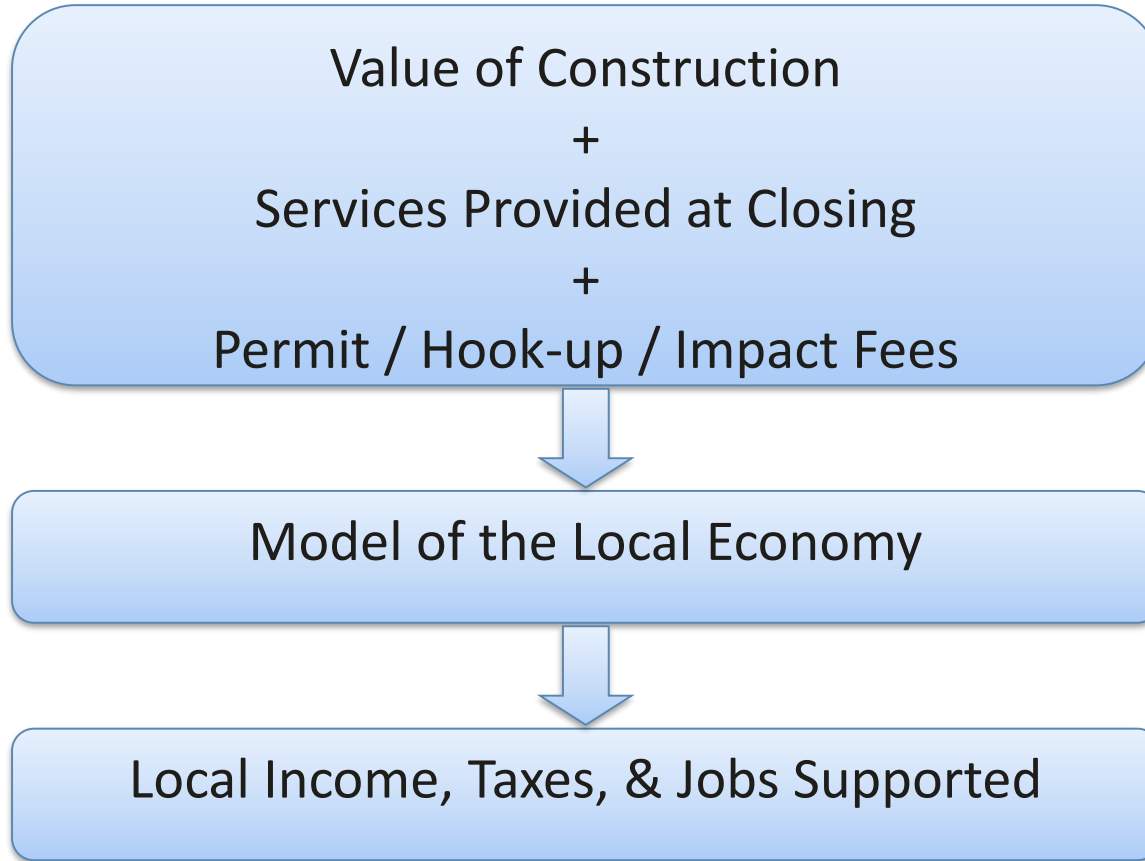 Value of Construction
+
Services Provided at Closing
+
Permit / Hook-up / Impact Fees
Model of the Local Economy
Local Income, Taxes, & Jobs Supported